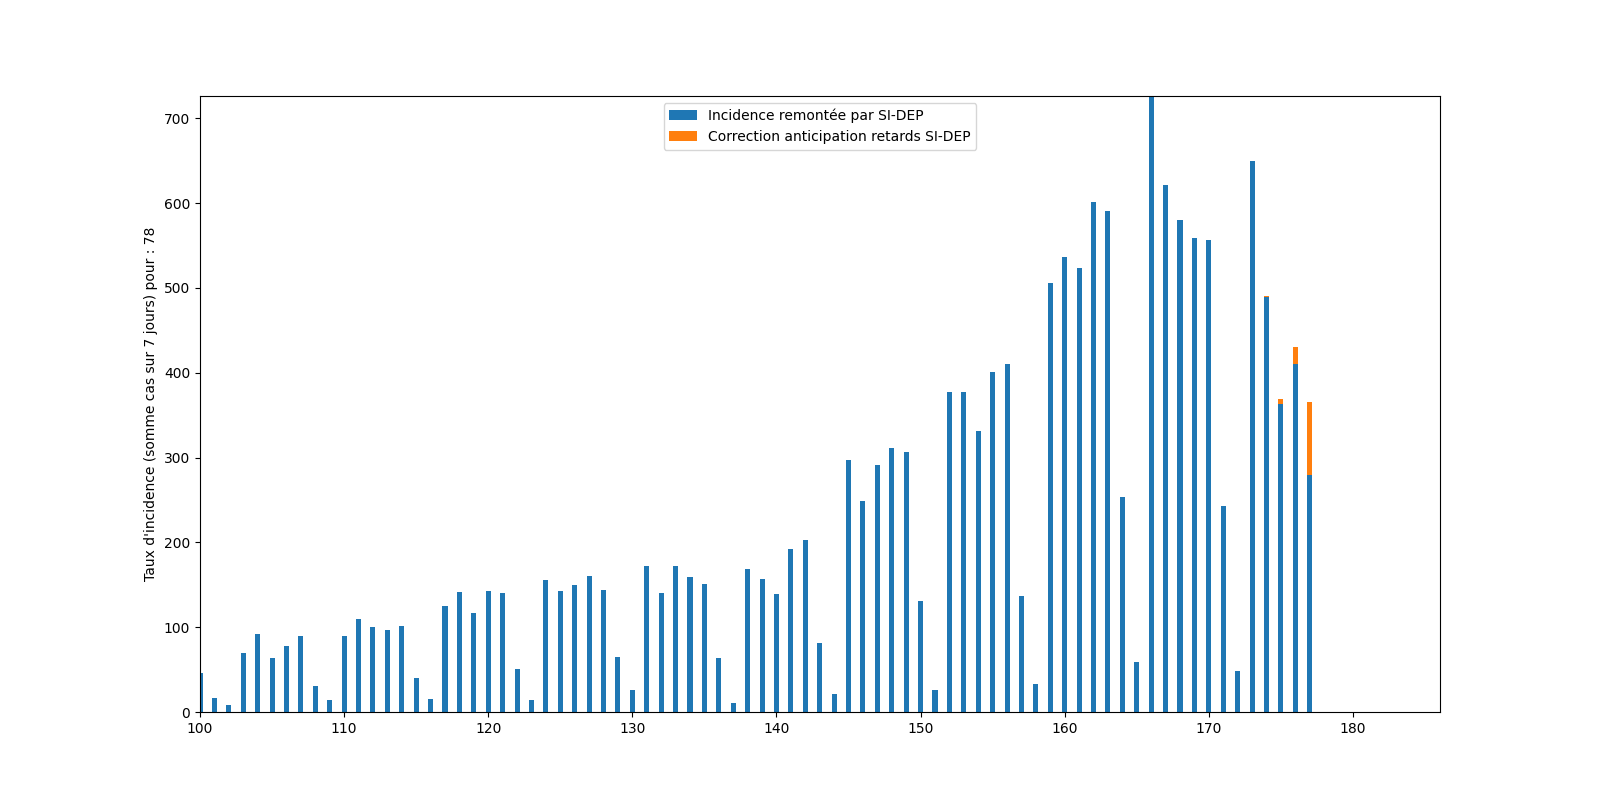 Incidence remontée par SI-DEP
Correction anticipation retards SI-DEP
Taux d'incidence (somme cas sur 7 jours) pour : 78
700
600
500
400
300
200
100
0
100 110 120 130 140 150 160 170 180